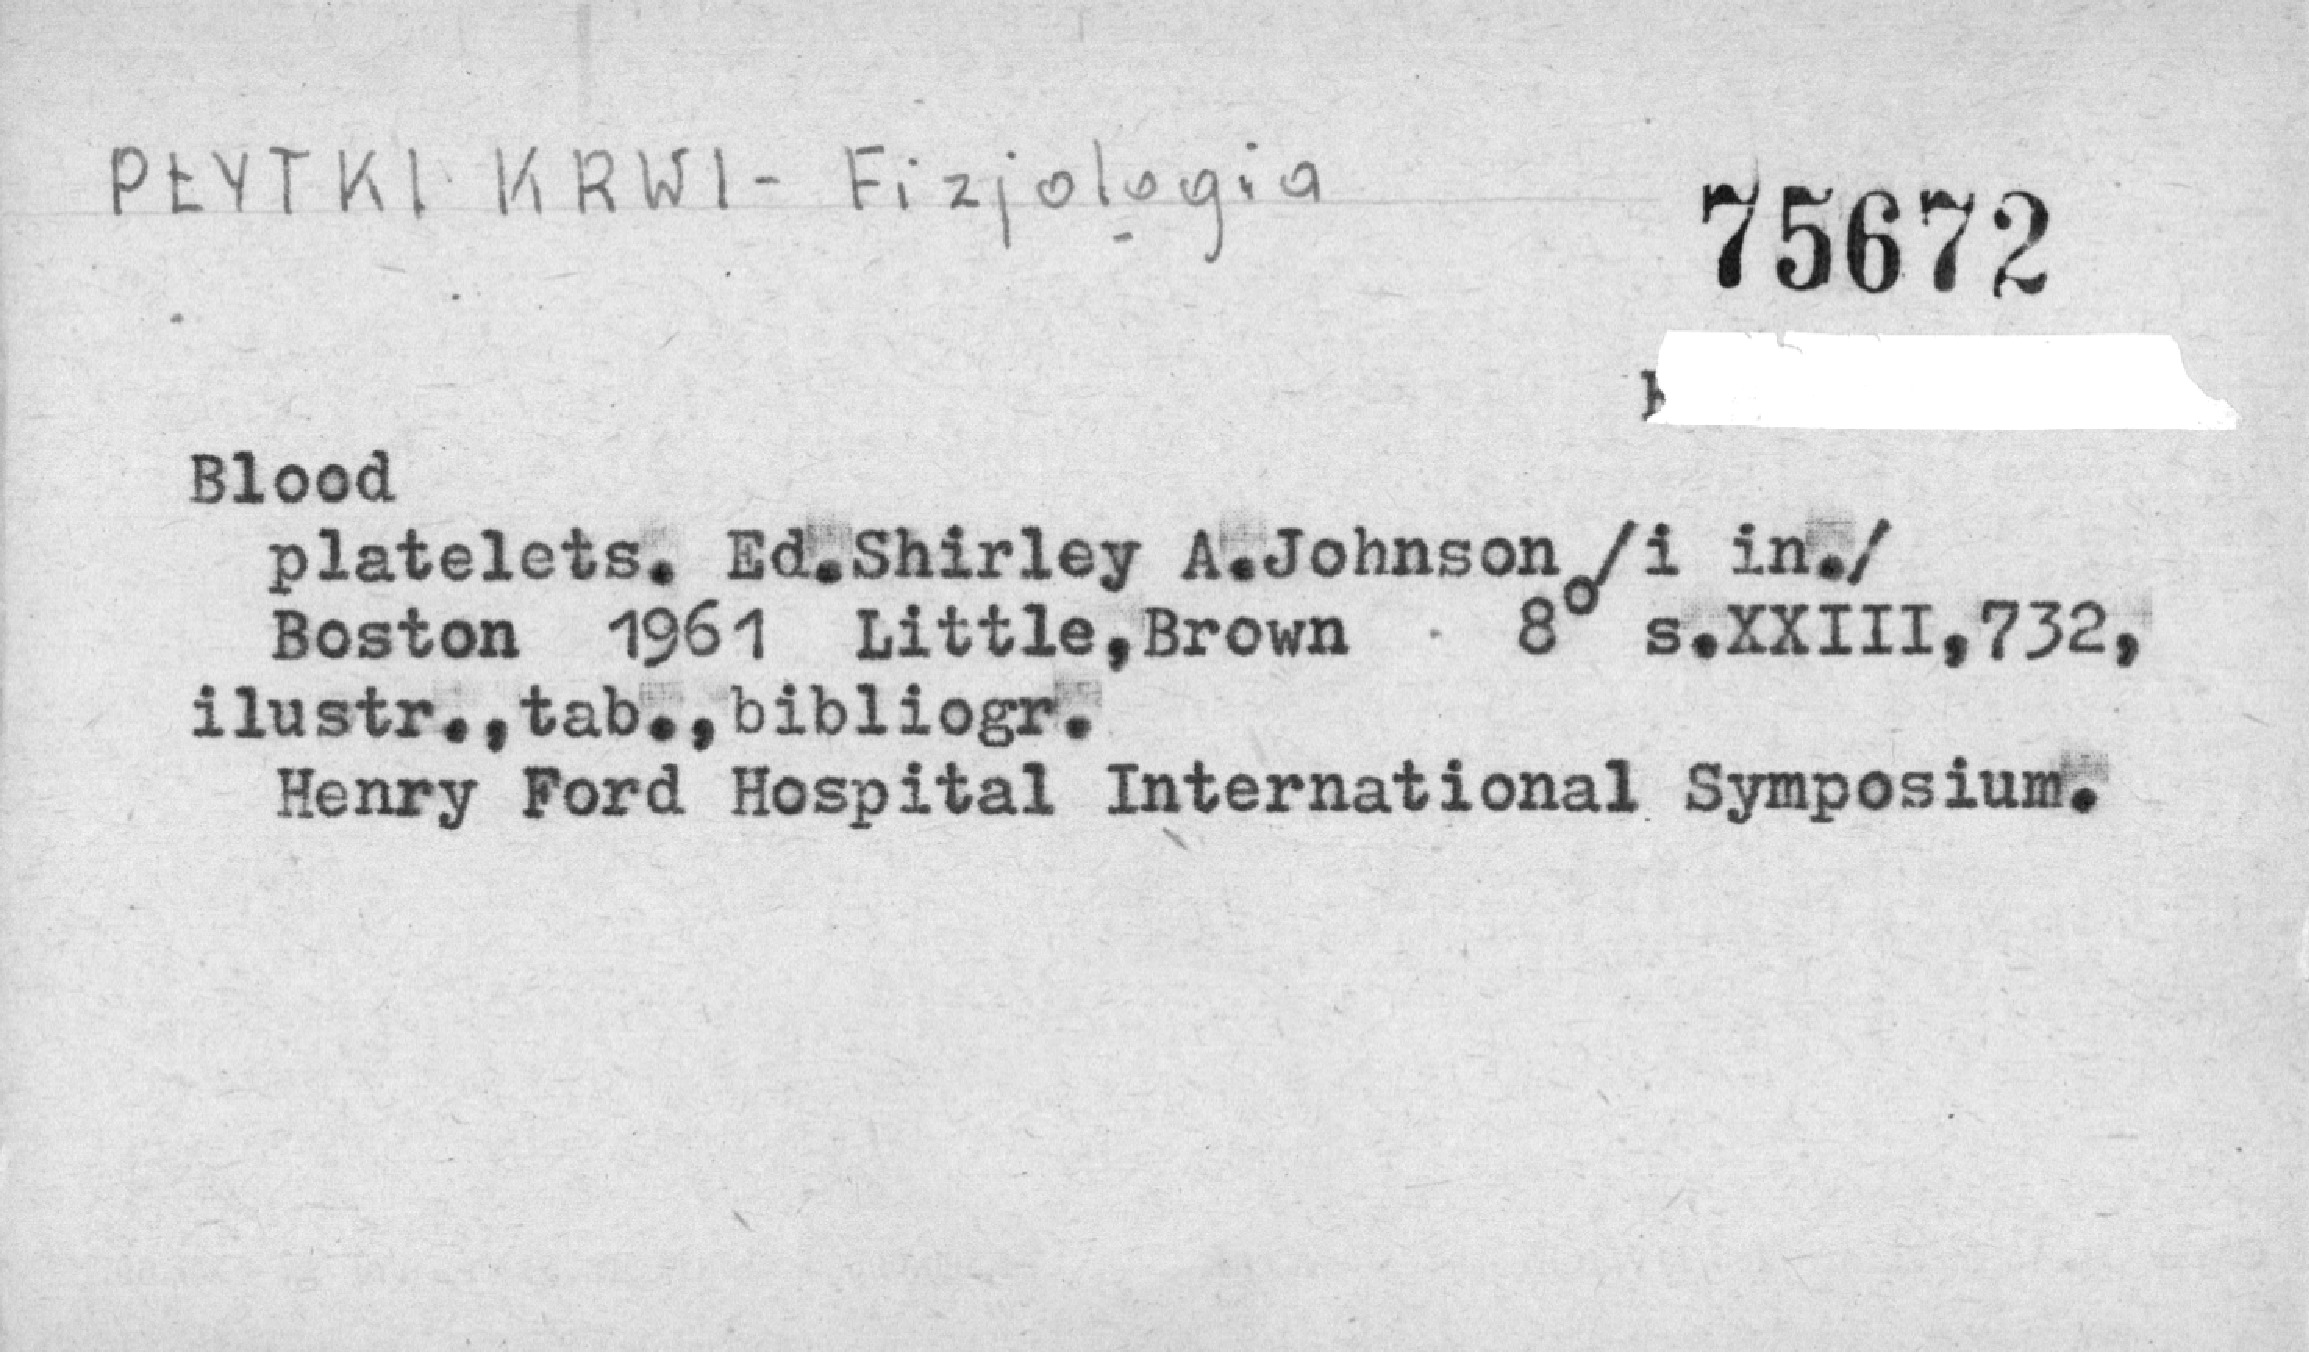 PŁYTKI KRWI - Fizjologia
75672
Blood
platelets. Ed.Shirley A.Johnson /i in./
Boston 1961 Little,Brown 8° s.XXIII,732,
ilustr.,tab.,bibliogr.
Henry Ford Hospital International Symposium.